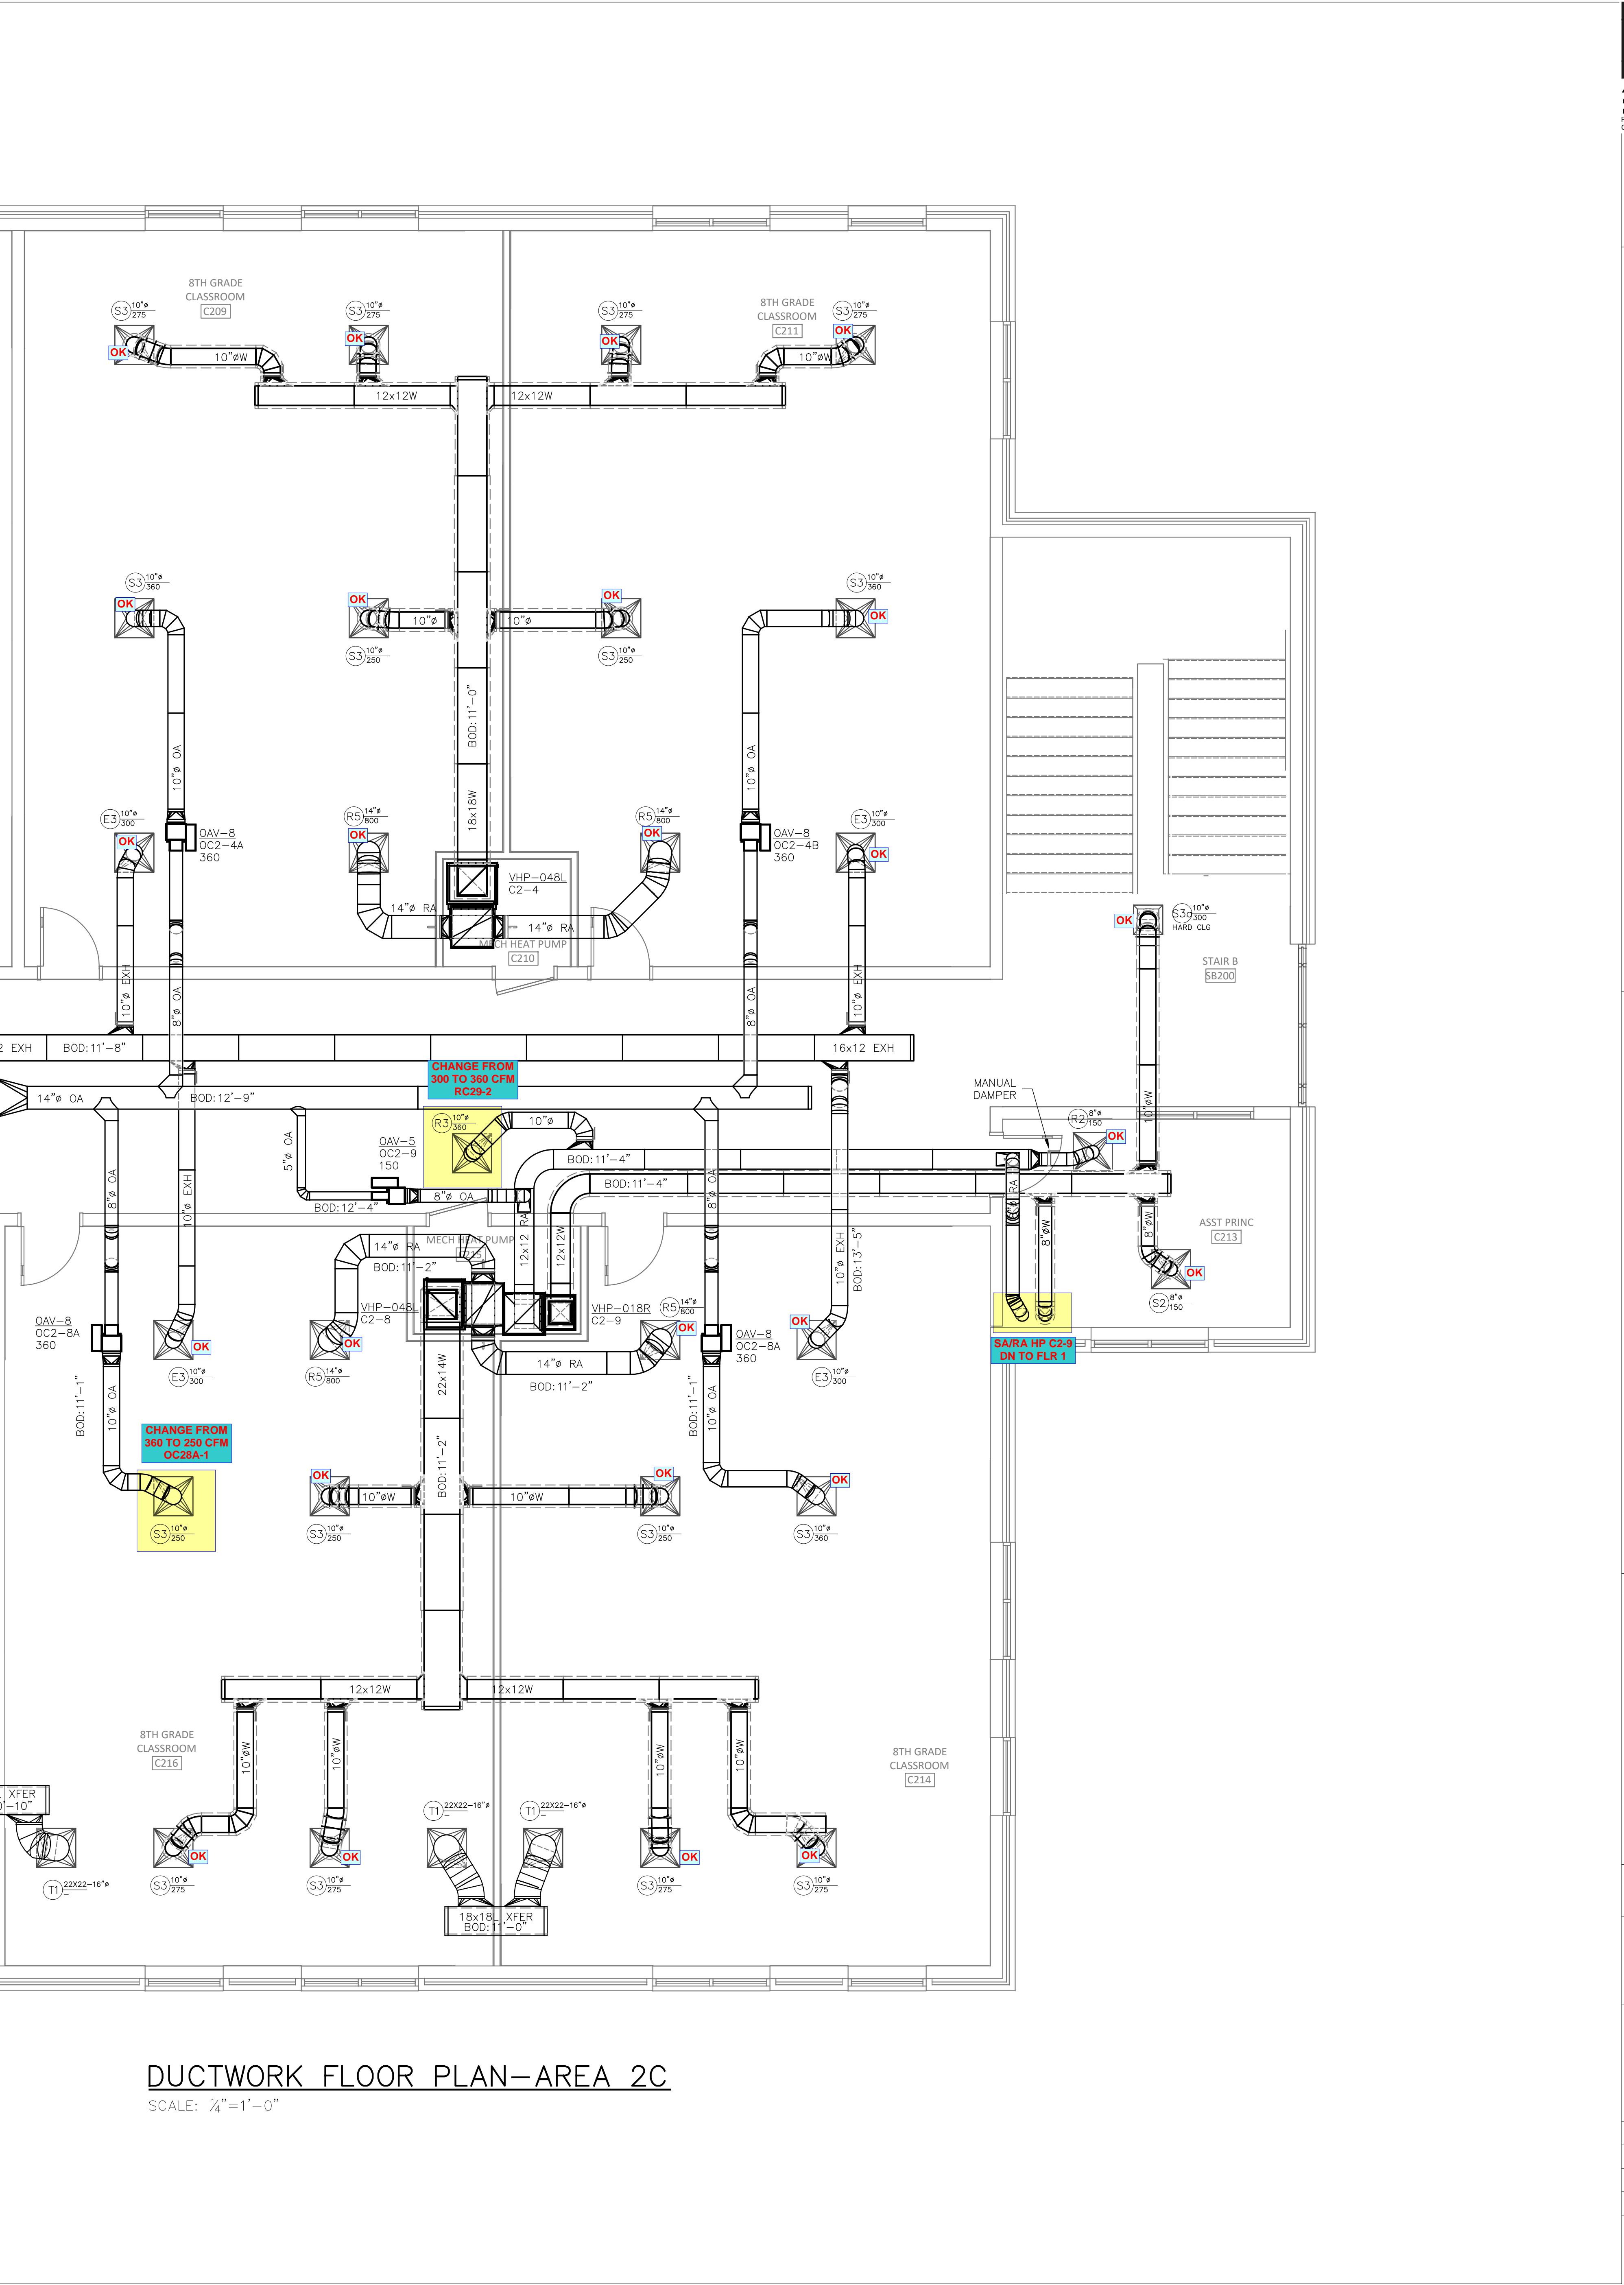 8TH GRADE
CLASSROOM
C209
S3 10"ø
275
S3 10"ø
275
S3 10"ø
275
8TH GRADE
CLASSROOM
C211
S3 10"ø
275
OK
OK
OK
OK
10"øW
10"øW
12x12W
12x12W
S3 10"ø
360
S3 10"ø
360
OK
OK
OK
OK
10"ø
10"ø
S3 10"ø
250
S3 10"ø
250
BOD:11'-0"
18x18W
10"ø OA
10"ø OA
E3 10"ø
300
R5 14"ø
800
R5 14"ø
800
E3 10"ø
300
OK
OK
OK
OK
OAV-8
OC2-4A
360
OAV-8
OC2-4B
360
VHP-048L
C2-4
14"ø RA
14"ø RA
MECH HEAT PUMP
C210
OK
S3a 10"ø
300
HARD CLG
STAIR B
SB200
10"ø EXH
8"ø OA
8"ø OA
10"ø EXH
2 EXH
BOD:11'-8"
16x12 EXH
CHANGE FROM
300 TO 360 CFM
RC29-2
14"ø OA
BOD:12'-9"
MANUAL
DAMPER
R3 10"ø
360
10"ø
R2 8"ø
150
OK
10"øW
OAV-5
OC2-9
150
5"ø OA
BOD:11'-4"
BOD:11'-4"
8"ø OA
BOD:12'-4"
8"ø OA
10"ø EXH
8"ø OA
12x12 RA
12x12W
10"ø EXH
BOD:13'-5"
8"øW
8"øW
ASST PRINC
C213
OK
S2 8"ø
150
MECH HEAT PUMP
14"ø RA
BOD:11'-2"
VHP-048L
C2-8
VHP-018R
C2-9
R5 14"ø
800
OK
OAV-8
OC2-8A
360
OAV-8
OC2-8A
360
OK
OK
OK
E3 10"ø
300
R5 14"ø
800
14"ø RA
BOD:11'-2"
E3 10"ø
300
SA/RA HP C2-9
DN TO FLR 1
22x14W
BOD:11'-1"
10"ø OA
BOD:11'-1"
10"ø OA
CHANGE FROM
360 TO 250 CFM
OC28A-1
BOD:11'-2"
OK
OK
OK
10"øW
10"øW
S3 10"ø
250
S3 10"ø
250
S3 10"ø
250
S3 10"ø
360
12x12W
12x12W
8TH GRADE
CLASSROOM
C216
10"øW
10"øW
10"øW
10"øW
8TH GRADE
CLASSROOM
C214
XFER
T1 22X22-16"ø
–
T1 22X22-16"ø
–
OK
OK
OK
OK
T1 22X22-16"ø
–
S3 10"ø
275
S3 10"ø
275
S3 10"ø
275
S3 10"ø
275
18x18L XFER
BOD:11'-0"
DUCTWORK FLOOR PLAN-AREA 2C
SCALE: ¼"=1'-0"